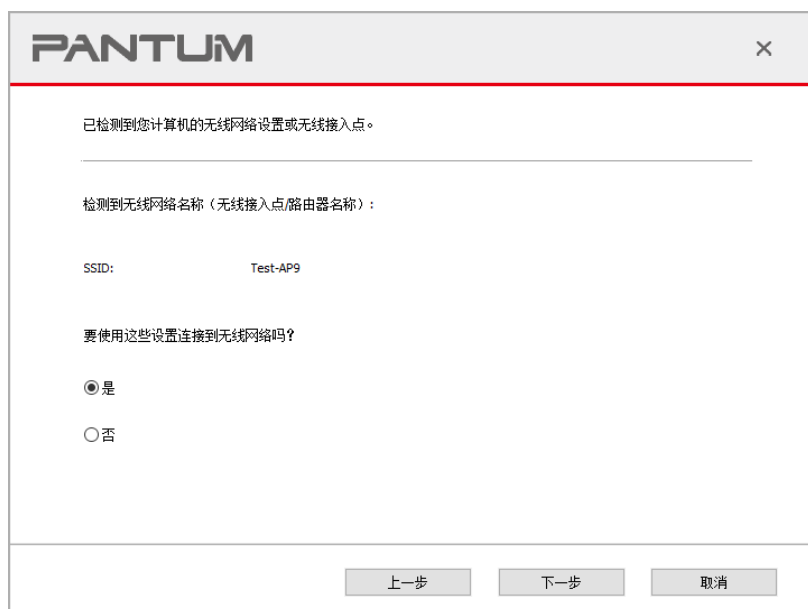 PANTUM
已检测到您计算机的无线网络设置或无线接入点。
检测到无线网络名称（无线接入点/路由器名称）:
SSID: Test-AP9
要使用这些设置连接到无线网络吗?
是
否
上一步 下一步 取消